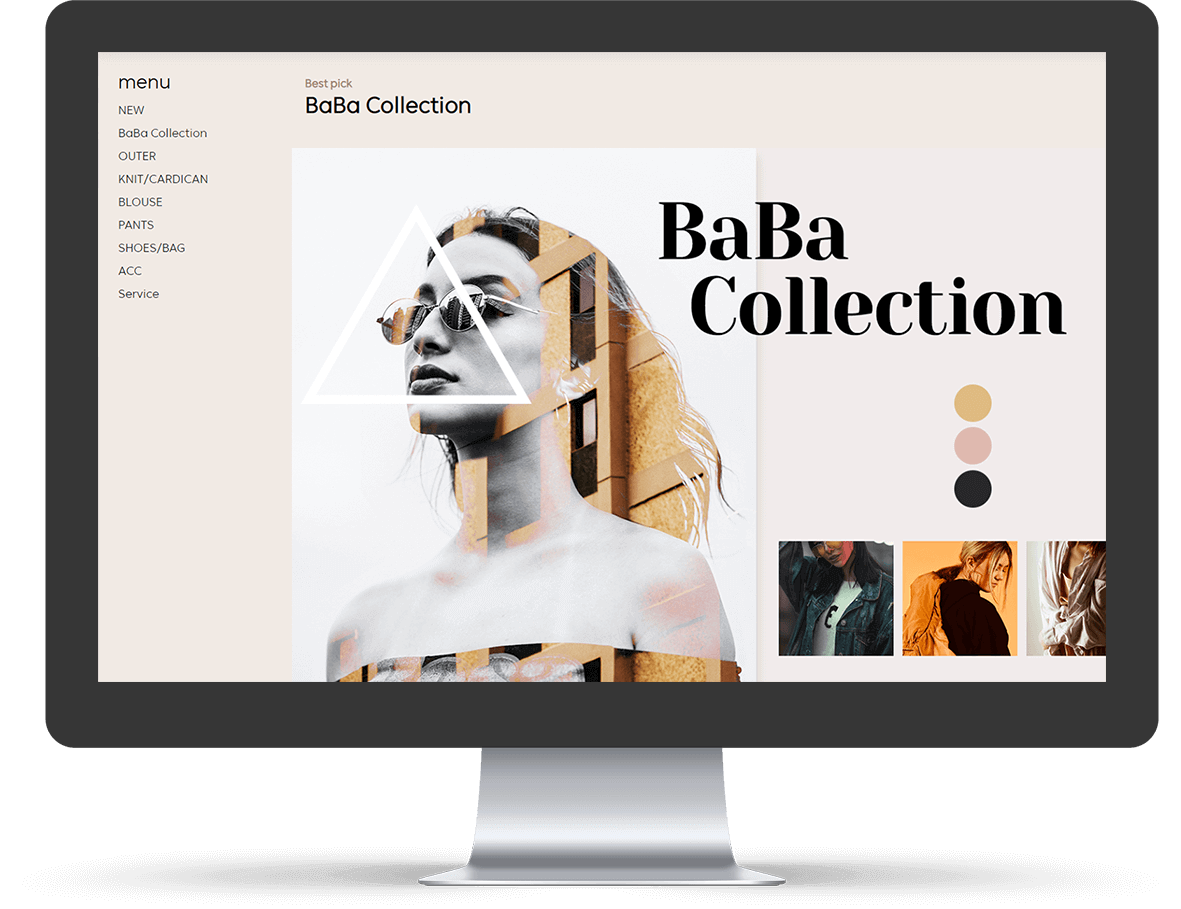 menu
NEW
BaBa Collection
OUTER
KNIT/CARDICAN
BLOUSE
PANTS
SHOES/BAG
ACC
Service
Best pick
BaBa Collection
BaBa
Collection